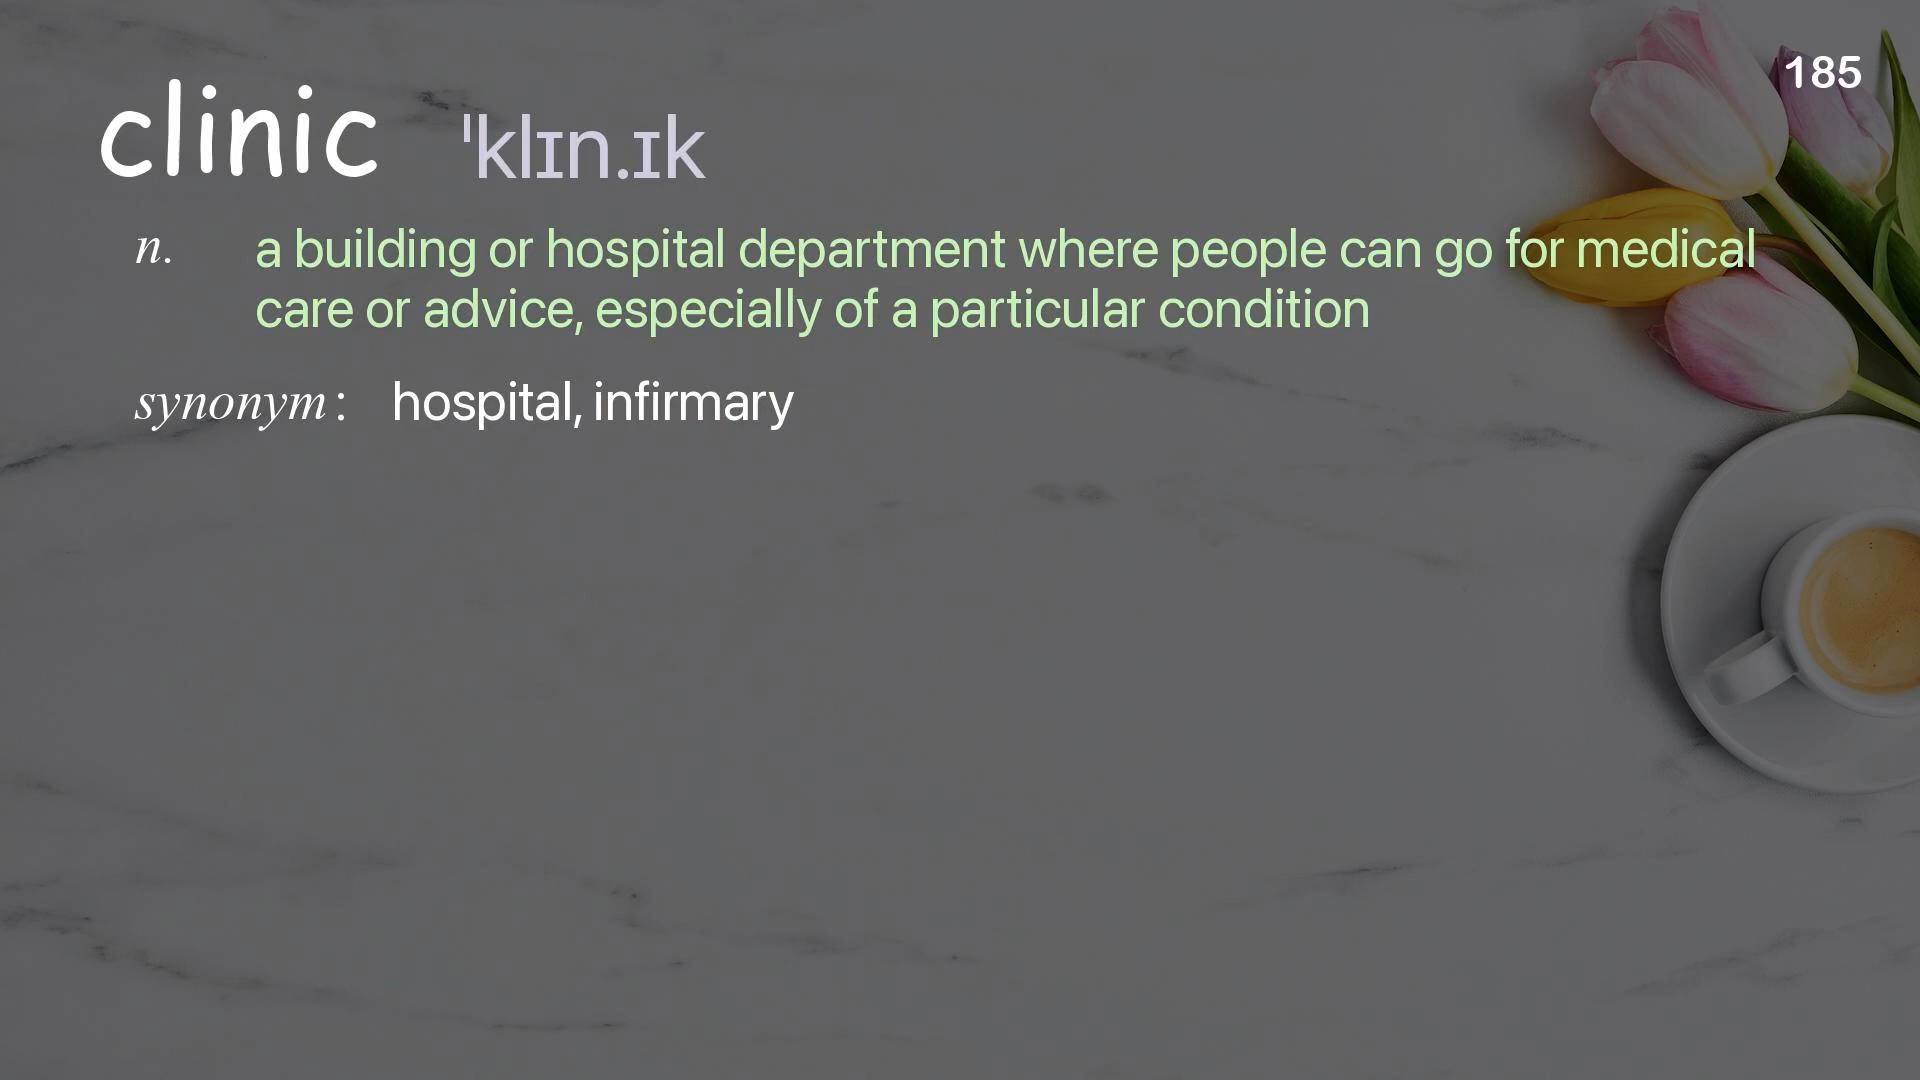 185
clinic ˈklɪn.ɪk
n. a building or hospital department where people can go for medical
care or advice, especially of a particular condition
synonym: hospital, infirmary